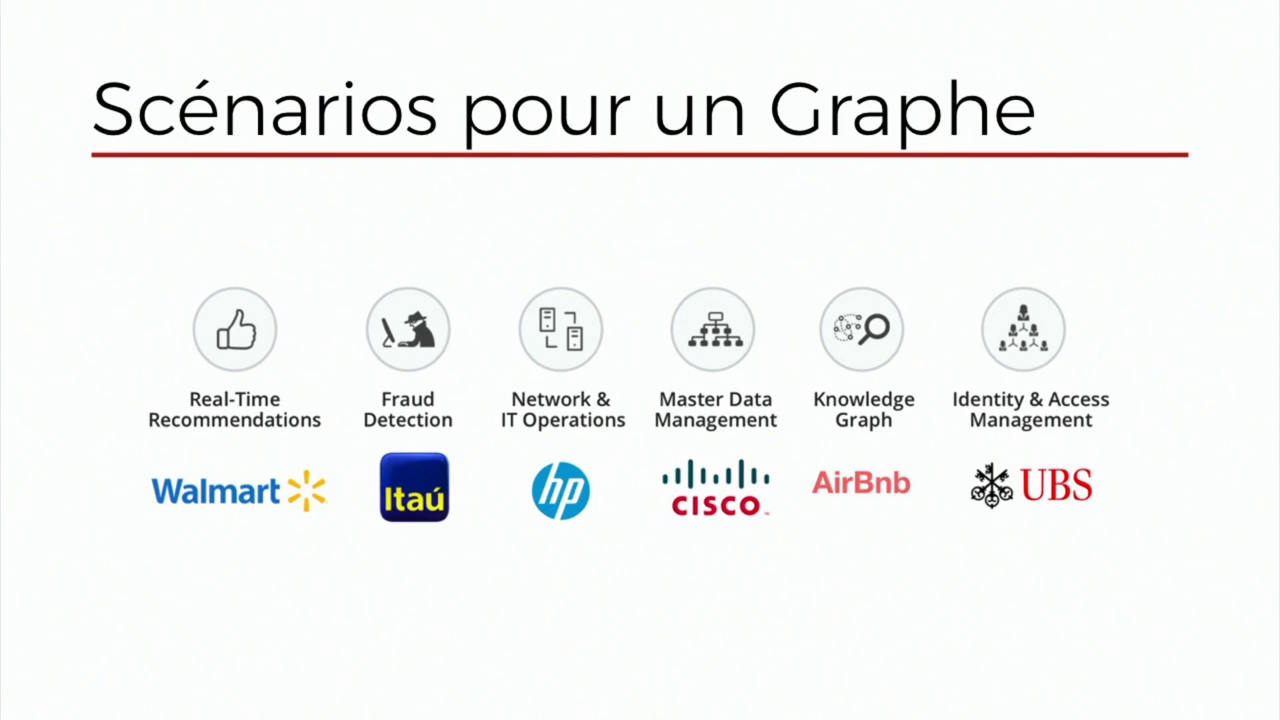 Scénarios pour un Graphe
Real-Time
Recommendations
Fraud
Detection
Network &
IT Operations
Master Data
Management
Knowledge
Graph
Identity & Access
Management
Walmart
Itaú
hp
CISCO
AirBnb
UBS